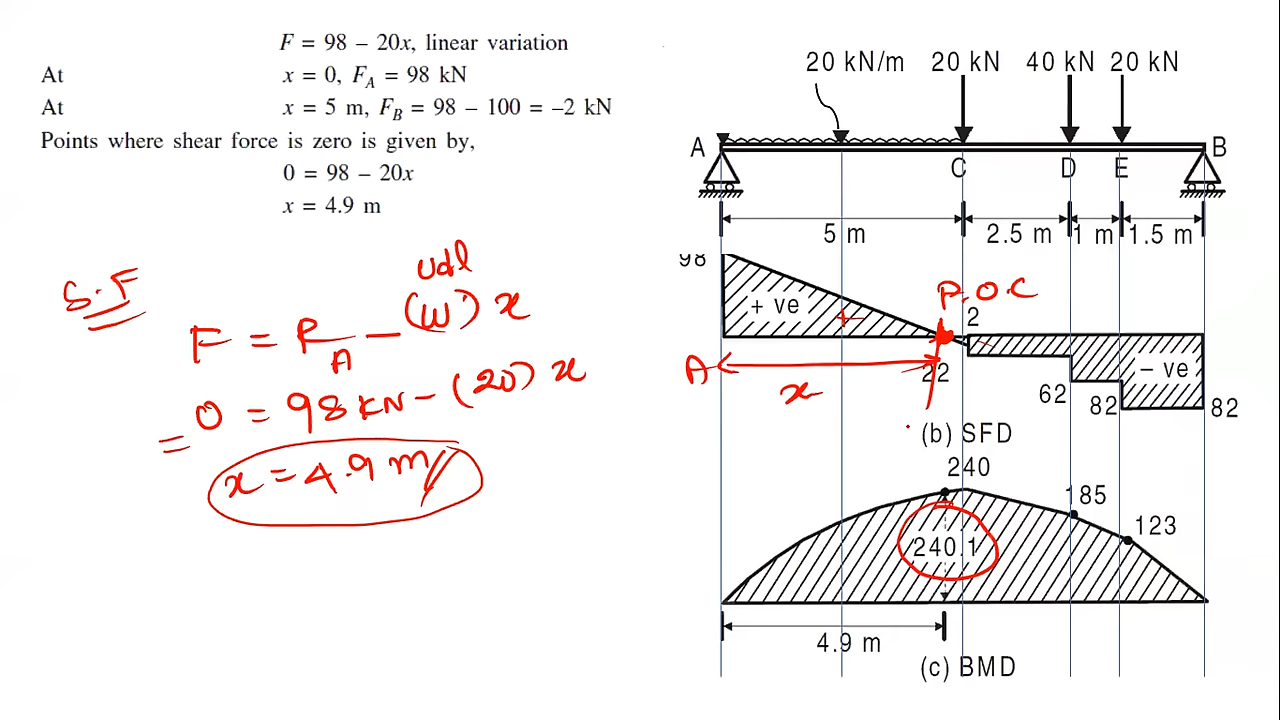 F = 98 – 20x, linear variation
At x = 0, F_A = 98 kN
At x = 5 m, F_B = 98 – 100 = –2 kN
Points where shear force is zero is given by,
0 = 98 – 20x
x = 4.9 m
S.F
udl
F = R_A – (w) x
= 0 = 98 kN – (20) x
x = 4.9 m
20 kN/m 20 kN 40 kN 20 kN
A B
C D E
5 m 2.5 m 1 m 1.5 m
98
+ ve
+
P.O.C
2
A x
22
– ve
62 82 82
(b) SFD
240
185
123
240.1
4.9 m
(c) BMD